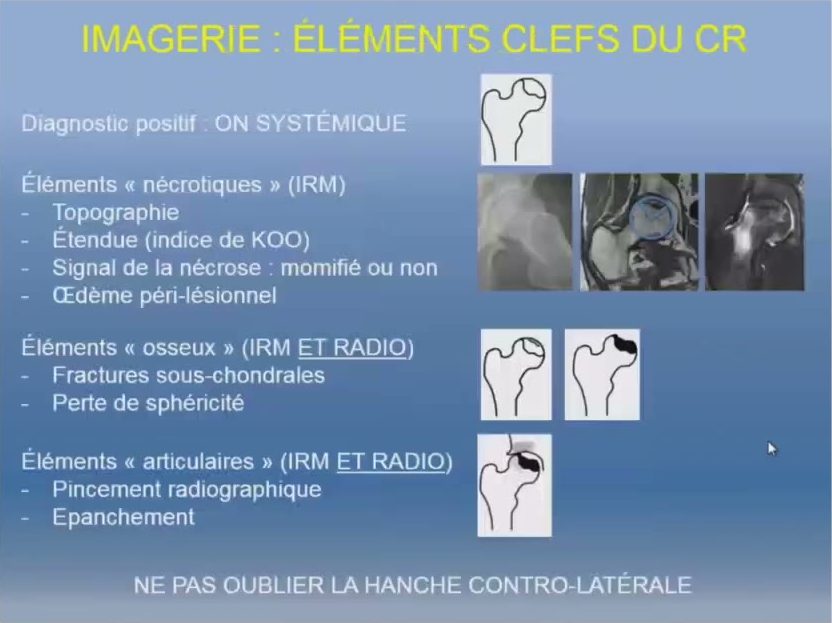 IMAGERIE : ÉLÉMENTS CLEFS DU CR
Diagnostic positif : ON SYSTÉMIQUE
Éléments « nécrotiques » (IRM)
- Topographie
- Étendue (indice de KOO)
- Signal de la nécrose : momifié ou non
- Œdème péri-lésionnel
Éléments « osseux » (IRM ET RADIO)
- Fractures sous-chondrales
- Perte de sphéricité
Éléments « articulaires » (IRM ET RADIO)
- Pincement radiographique
- Epanchement
NE PAS OUBLIER LA HANCHE CONTRO-LATÉRALE